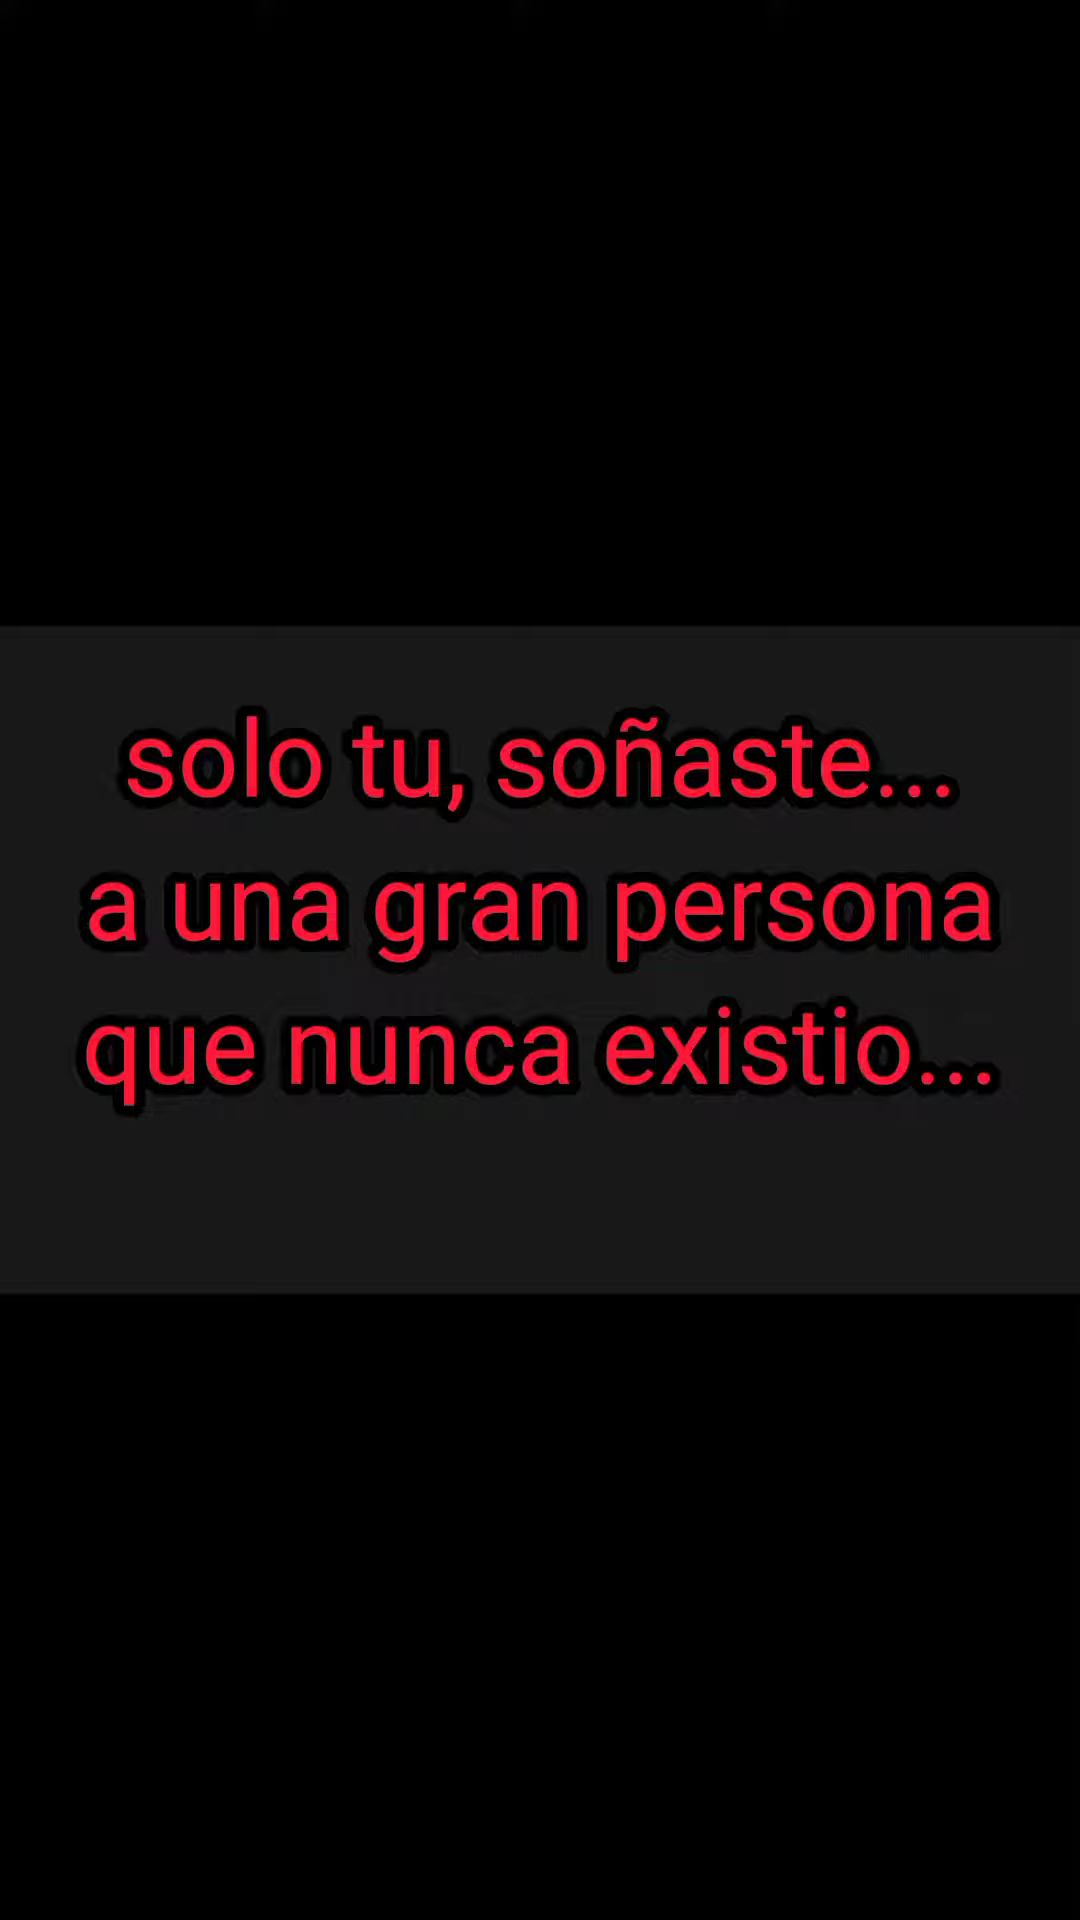 solo tu, soñaste...
a una gran persona
que nunca existio...